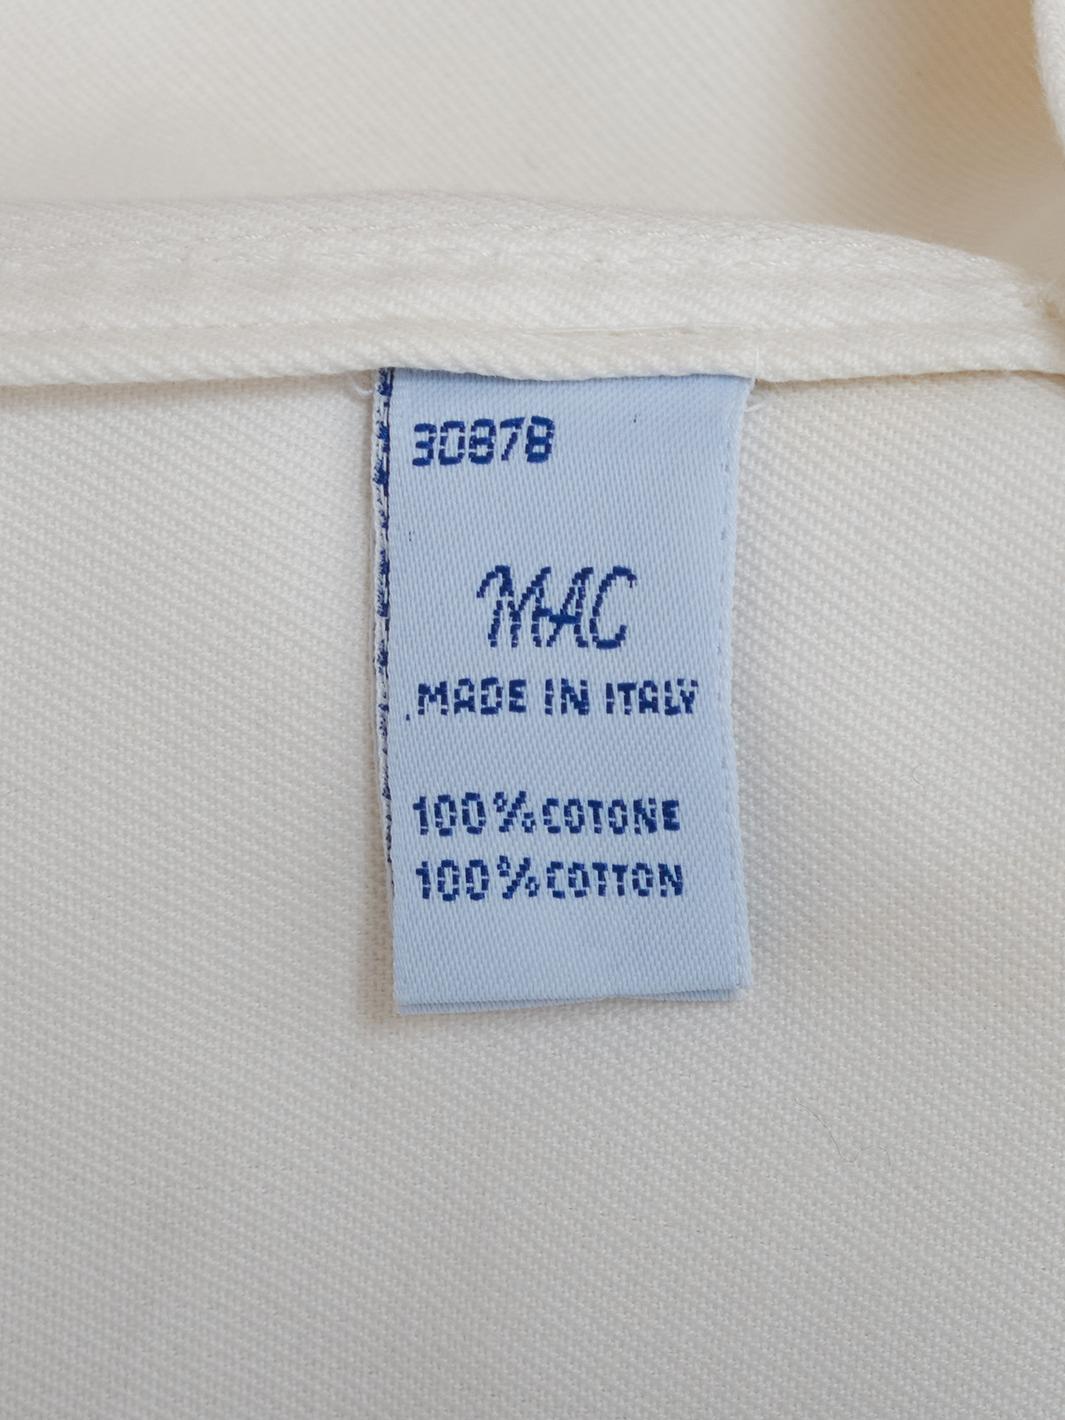 30878
MAC
MADE IN ITALY
100% COTONE
100% COTTON